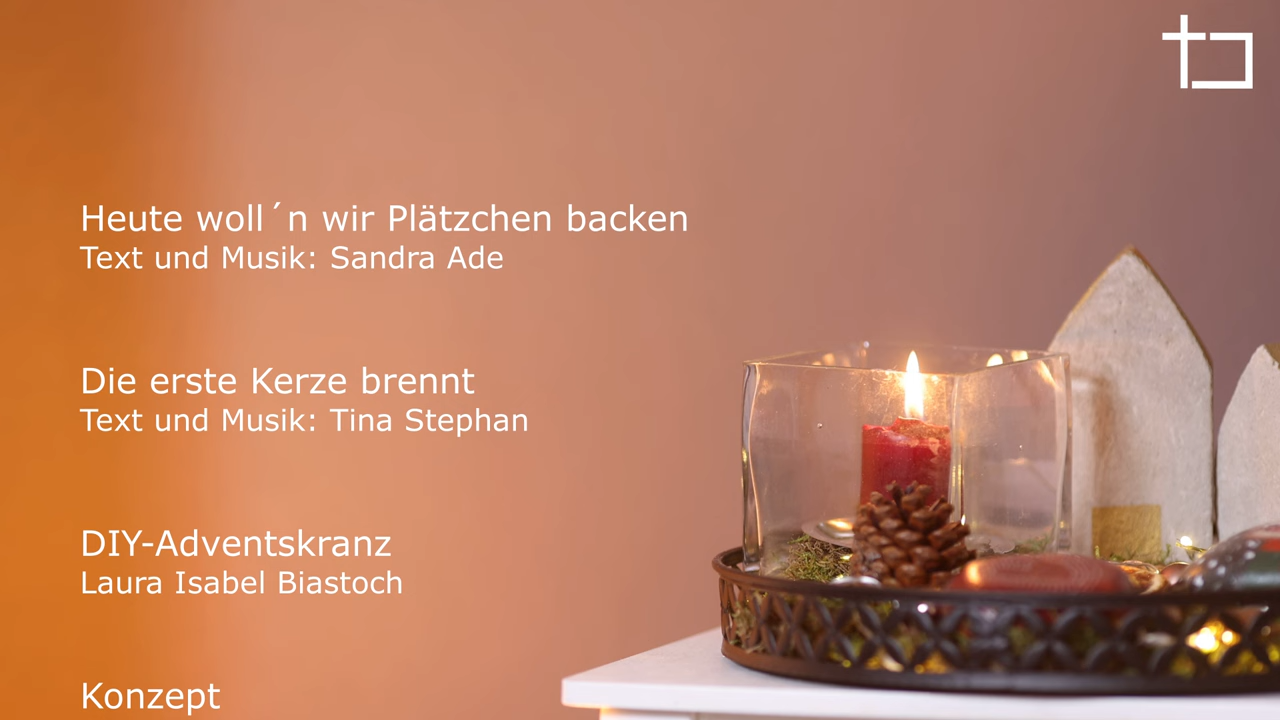 Heute woll´n wir Plätzchen backen
Text und Musik: Sandra Ade
Die erste Kerze brennt
Text und Musik: Tina Stephan
DIY-Adventskranz
Laura Isabel Biastoch
Konzept